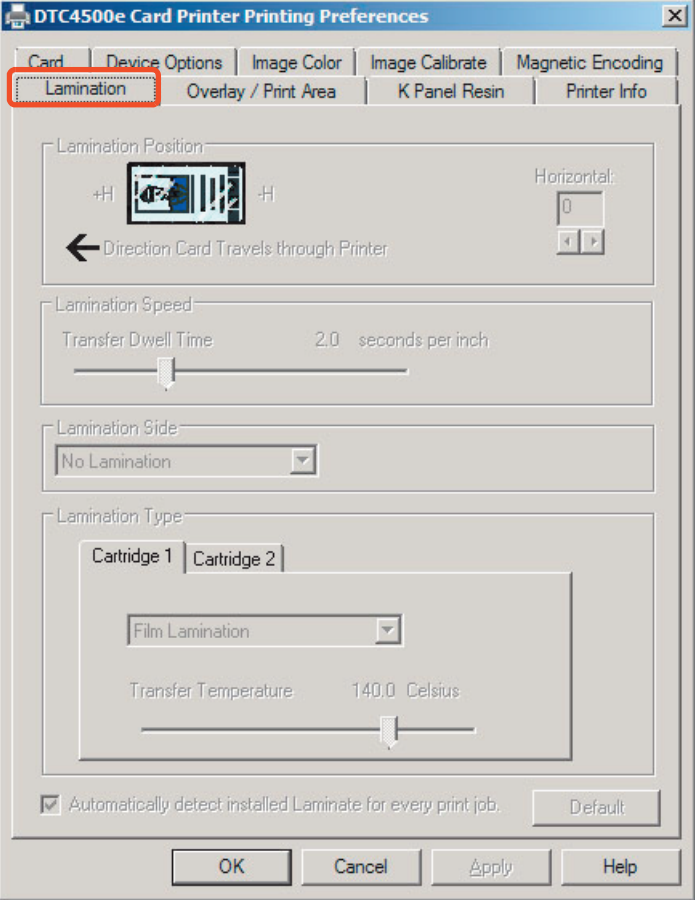 DTC4500e Card Printer Printing Preferences
Card Device Options Image Color Image Calibrate Magnetic Encoding
Lamination Overlay / Print Area K Panel Resin Printer Info
Lamination Position
+H -H Horizontal:
0
Direction Card Travels through Printer
Lamination Speed
Transfer Dwell Time 2.0 seconds per inch
Lamination Side
No Lamination
Lamination Type
Cartridge 1 Cartridge 2
Film Lamination
Transfer Temperature 140.0 Celsius
Automatically detect installed Laminate for every print job. Default
OK Cancel Apply Help